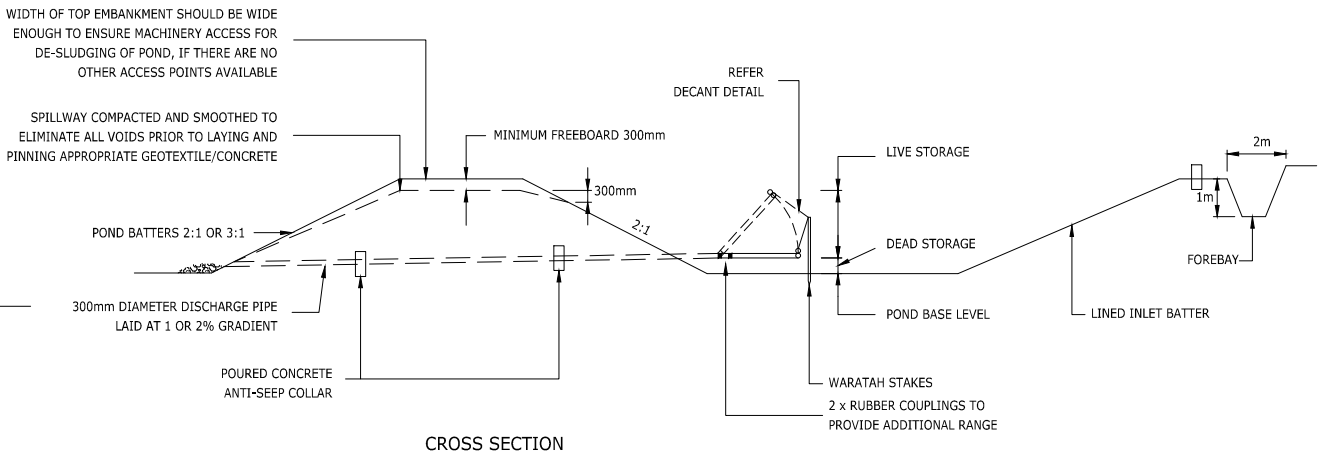 WIDTH OF TOP EMBANKMENT SHOULD BE WIDE
ENOUGH TO ENSURE MACHINERY ACCESS FOR
DE-SLUDGING OF POND, IF THERE ARE NO
OTHER ACCESS POINTS AVAILABLE
SPILLWAY COMPACTED AND SMOOTHED TO
ELIMINATE ALL VOIDS PRIOR TO LAYING AND
PINNING APPROPRIATE GEOTEXTILE/CONCRETE
MINIMUM FREEBOARD 300mm
300mm
2:1
POND BATTERS 2:1 OR 3:1
300mm DIAMETER DISCHARGE PIPE
LAID AT 1 OR 2% GRADIENT
POURED CONCRETE
ANTI-SEEP COLLAR
REFER
DECANT DETAIL
LIVE STORAGE
DEAD STORAGE
POND BASE LEVEL
WARATAH STAKES
2 x RUBBER COUPLINGS TO
PROVIDE ADDITIONAL RANGE
2m
1m
FOREBAY
LINED INLET BATTER
CROSS SECTION